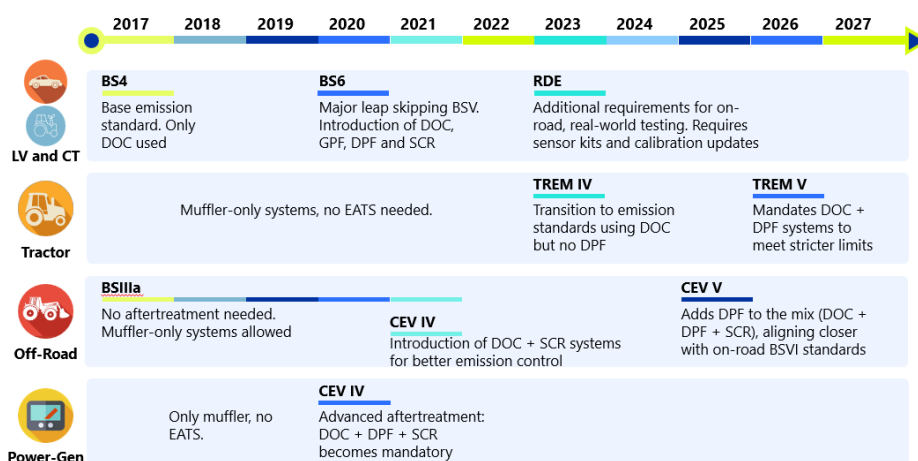 2017 2018 2019 2020 2021 2022 2023 2024 2025 2026 2027
LV and CT
BS4
Base emission
standard. Only
DOC used
BS6
Major leap skipping BSV.
Introduction of DOC,
GPF, DPF and SCR
RDE
Additional requirements for on-
road, real-world testing. Requires
sensor kits and calibration updates
Tractor
Muffler-only systems, no EATS needed.
TREM IV
Transition to emission
standards using DOC
but no DPF
TREM V
Mandates DOC +
DPF systems to
meet stricter limits
Off-Road
BSIIIa
No aftertreatment needed.
Muffler-only systems allowed
CEV IV
Introduction of DOC + SCR systems
for better emission control
CEV V
Adds DPF to the mix (DOC +
DPF + SCR), aligning closer
with on-road BSVI standards
Power-Gen
Only muffler, no
EATS.
CEV IV
Advanced aftertreatment:
DOC + DPF + SCR
becomes mandatory